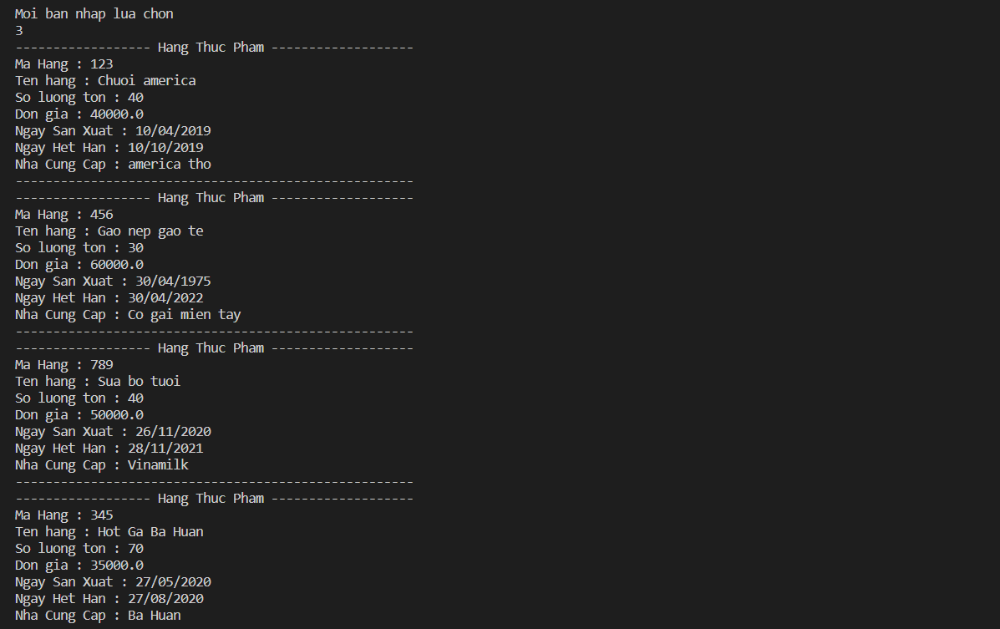 Moi ban nhap lua chon
3
------------------ Hang Thuc Pham -------------------
Ma Hang : 123
Ten hang : Chuoi america
So luong ton : 40
Don gia : 40000.0
Ngay San Xuat : 10/04/2019
Ngay Het Han : 10/10/2019
Nha Cung Cap : america tho
-----------------------------------------------------
------------------ Hang Thuc Pham -------------------
Ma Hang : 456
Ten hang : Gao nep gao te
So luong ton : 30
Don gia : 60000.0
Ngay San Xuat : 30/04/1975
Ngay Het Han : 30/04/2022
Nha Cung Cap : Co gai mien tay
-----------------------------------------------------
------------------ Hang Thuc Pham -------------------
Ma Hang : 789
Ten hang : Sua bo tuoi
So luong ton : 40
Don gia : 50000.0
Ngay San Xuat : 26/11/2020
Ngay Het Han : 28/11/2021
Nha Cung Cap : Vinamilk
-----------------------------------------------------
------------------ Hang Thuc Pham -------------------
Ma Hang : 345
Ten hang : Hot Ga Ba Huan
So luong ton : 70
Don gia : 35000.0
Ngay San Xuat : 27/05/2020
Ngay Het Han : 27/08/2020
Nha Cung Cap : Ba Huan